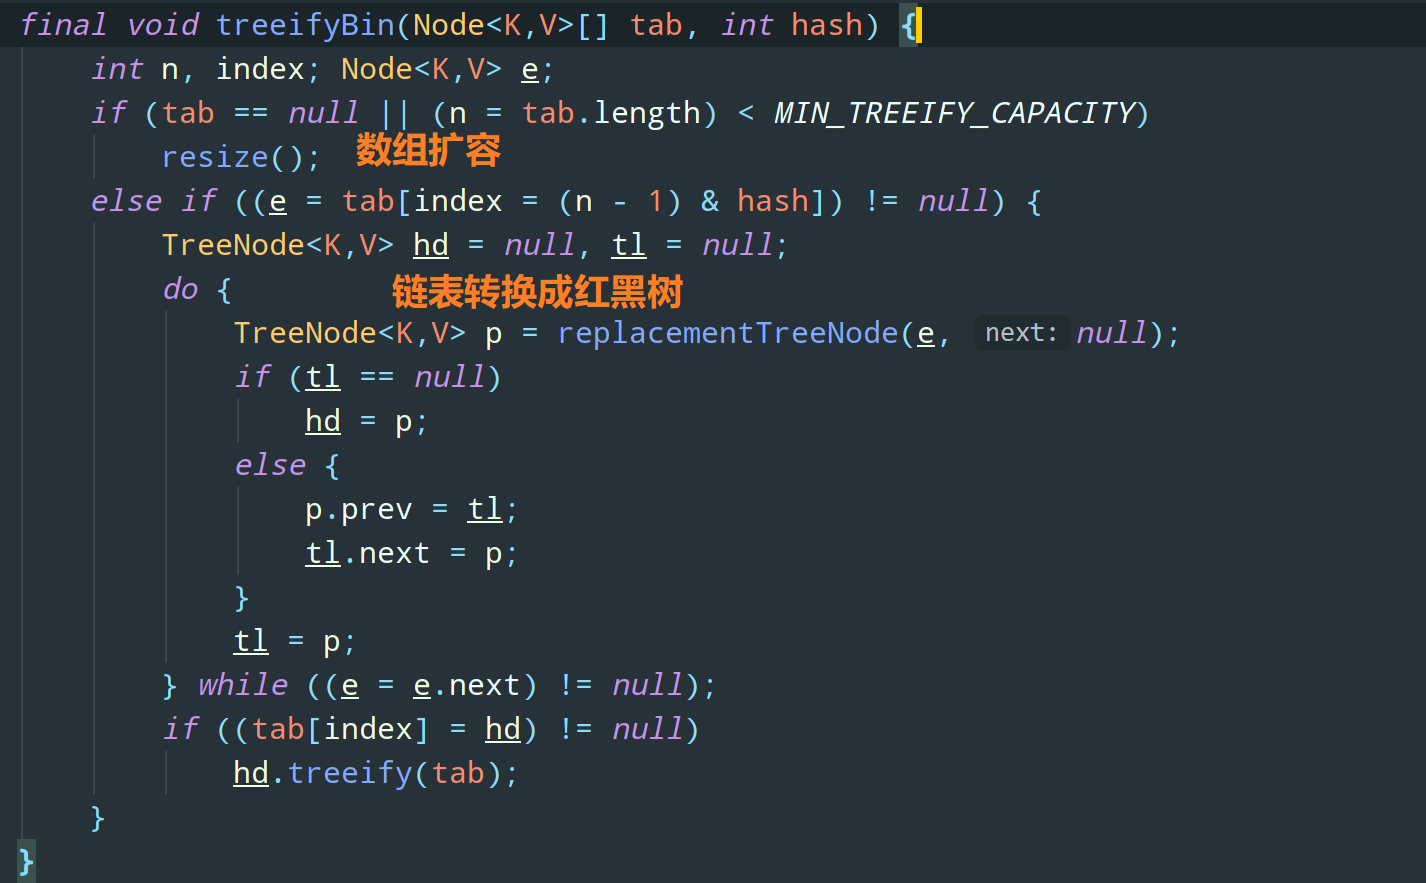 final void treeifyBin(Node<K,V>[] tab, int hash) {
int n, index; Node<K,V> e;
if (tab == null || (n = tab.length) < MIN_TREEIFY_CAPACITY)
resize(); 数组扩容
else if ((e = tab[index = (n - 1) & hash]) != null) {
TreeNode<K,V> hd = null, tl = null;
do { 链表转换成红黑树
TreeNode<K,V> p = replacementTreeNode(e, next: null);
if (tl == null)
hd = p;
else {
p.prev = tl;
tl.next = p;
}
tl = p;
} while ((e = e.next) != null);
if ((tab[index] = hd) != null)
hd.treeify(tab);
}
}